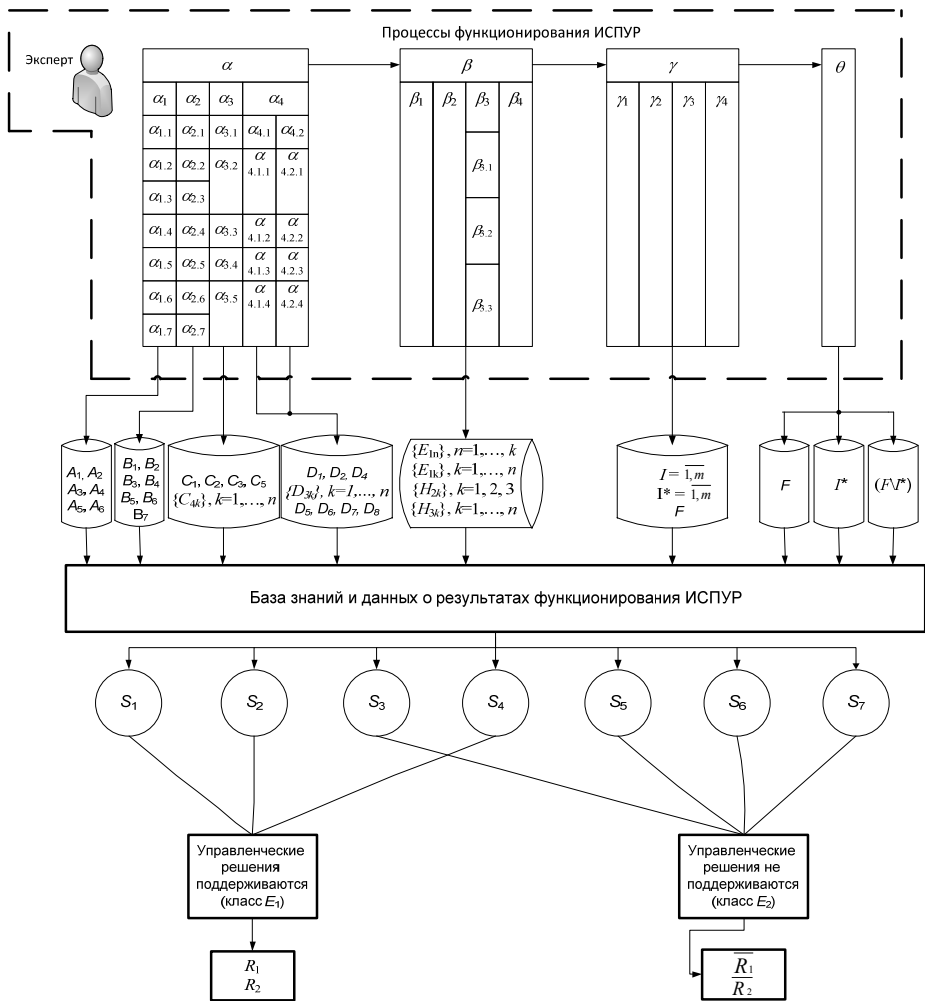 Процессы функционирования ИСПУР
Эксперт
α β γ θ
α1 α2 α3 α4 β1 β2 β3 β4 γ1 γ2 γ3 γ4
α1.1 α2.1 α3.1 α4.1 α4.2
α1.2 α2.2 α3.2 α4.1.1 α4.2.1 β3.1
α1.3 α2.3
α1.4 α2.4 α3.3 α4.1.2 α4.2.2 β3.2
α1.5 α2.5 α3.4 α4.1.3 α4.2.3
α1.6 α2.6 α3.5 α4.1.4 α4.2.4 β3.3
α1.7 α2.7
A1, A2
A3, A4
A5, A6
B1, B2
B3, B4
B5, B6
B7
C1, C2, C3, C5
{C4k}, k=1,…, n
D1, D2, D4
{D3k}, k=1,…, n
D5, D6, D7, D8
{E1n}, n=1,…, k
{E1k}, k=1,…, n
{H2k}, k=1, 2, 3
{H3k}, k=1,…, n
I = 1,m
I* = 1,m
F
F
I*
(F\I*)
База знаний и данных о результатах функционирования ИСПУР
S1 S2 S3 S4 S5 S6 S7
Управленческие
решения
поддерживаются
(класс E1)
Управленческие
решения не
поддерживаются
(класс E2)
R1
R2
R̅1
R̅2